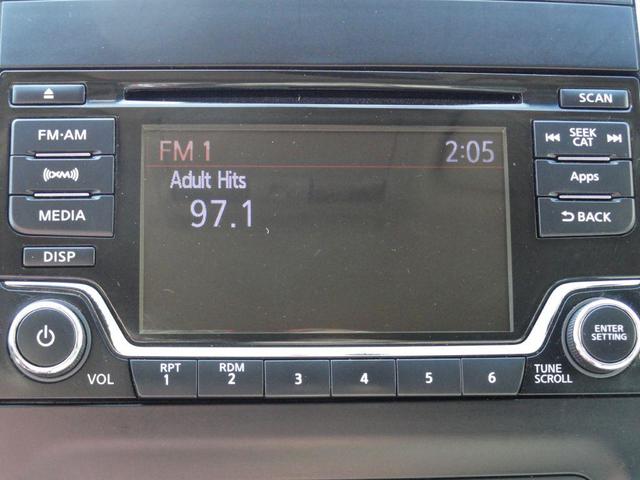 SCAN
FM·AM
SEEK
CAT
FM 1
2:05
Adult Hits
((XM))
Apps
97.1
MEDIA
BACK
DISP
ENTER
SETTING
VOL
RPT
1
RDM
2
3
4
5
6
TUNE
SCROLL